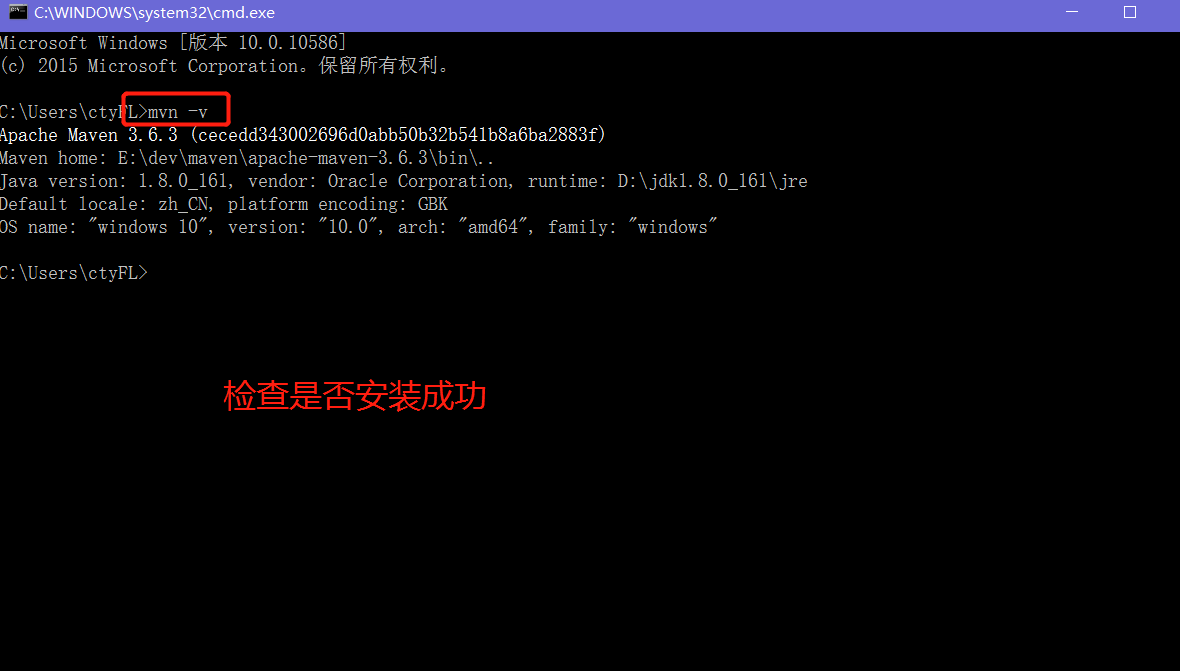 C:\WINDOWS\system32\cmd.exe
Microsoft Windows [版本 10.0.10586]
(c) 2015 Microsoft Corporation。保留所有权利。
C:\Users\ctyFL>mvn -v
Apache Maven 3.6.3 (cecedd343002696d0abb50b32b541b8a6ba2883f)
Maven home: E:\dev\maven\apache-maven-3.6.3\bin\..
Java version: 1.8.0_161, vendor: Oracle Corporation, runtime: D:\jdk1.8.0_161\jre
Default locale: zh_CN, platform encoding: GBK
OS name: "windows 10", version: "10.0", arch: "amd64", family: "windows"
C:\Users\ctyFL>
检查是否安装成功